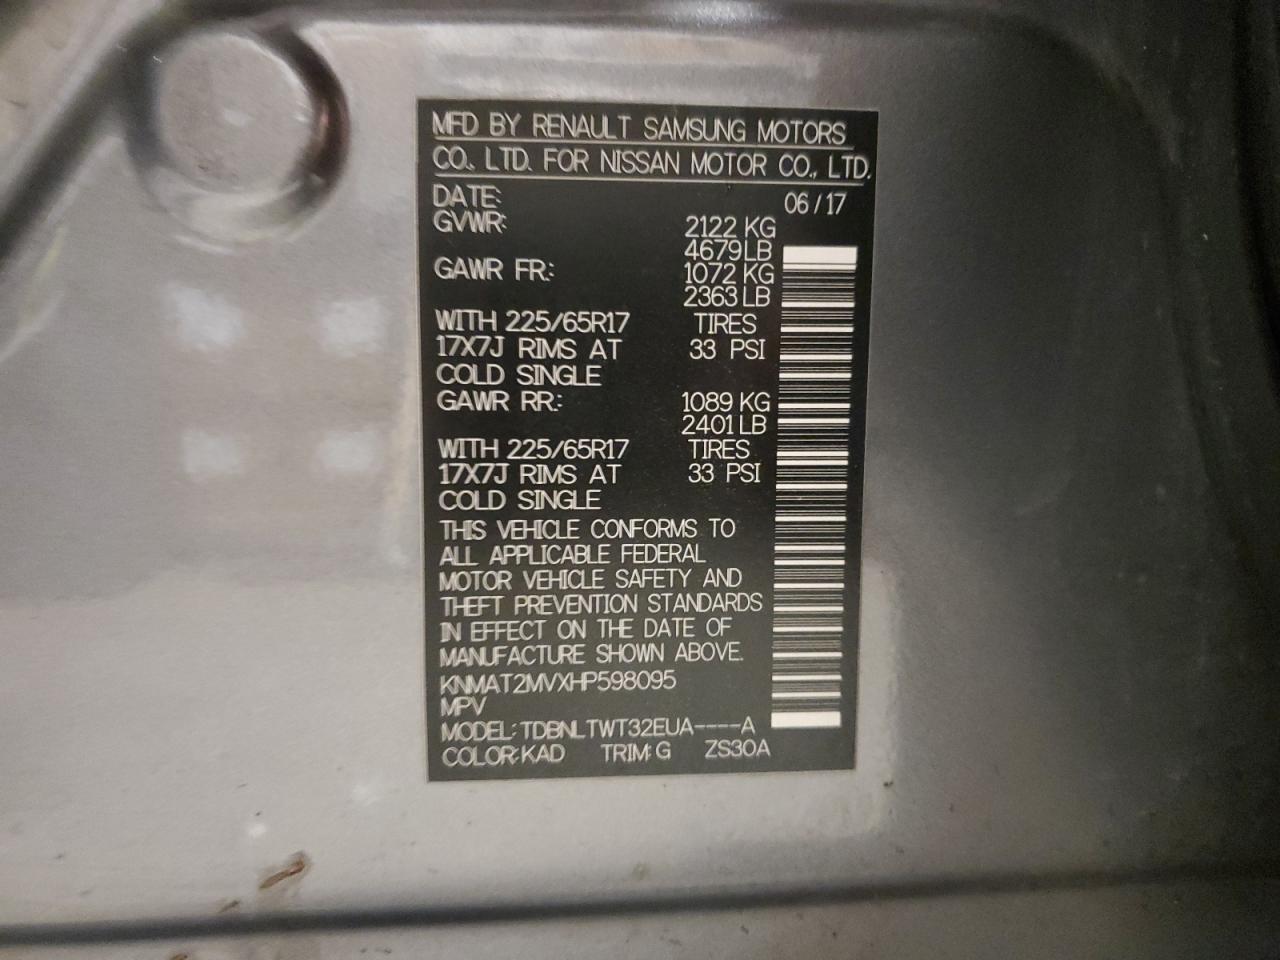 MFD BY RENAULT SAMSUNG MOTORS
CO., LTD. FOR NISSAN MOTOR CO., LTD.
DATE: 06/17
GVWR: 2122 KG
4679 LB
GAWR FR.: 1072 KG
2363 LB
WITH 225/65R17 TIRES
17X7J RIMS AT 33 PSI
COLD SINGLE
GAWR RR.: 1089 KG
2401 LB
WITH 225/65R17 TIRES
17X7J RIMS AT 33 PSI
COLD SINGLE
THIS VEHICLE CONFORMS TO
ALL APPLICABLE FEDERAL
MOTOR VEHICLE SAFETY AND
THEFT PREVENTION STANDARDS
IN EFFECT ON THE DATE OF
MANUFACTURE SHOWN ABOVE.
KNMAT2MVXHP598095
MPV
MODEL: TDBNLTWT32EUA----A
COLOR: KAD TRIM: G ZS30A